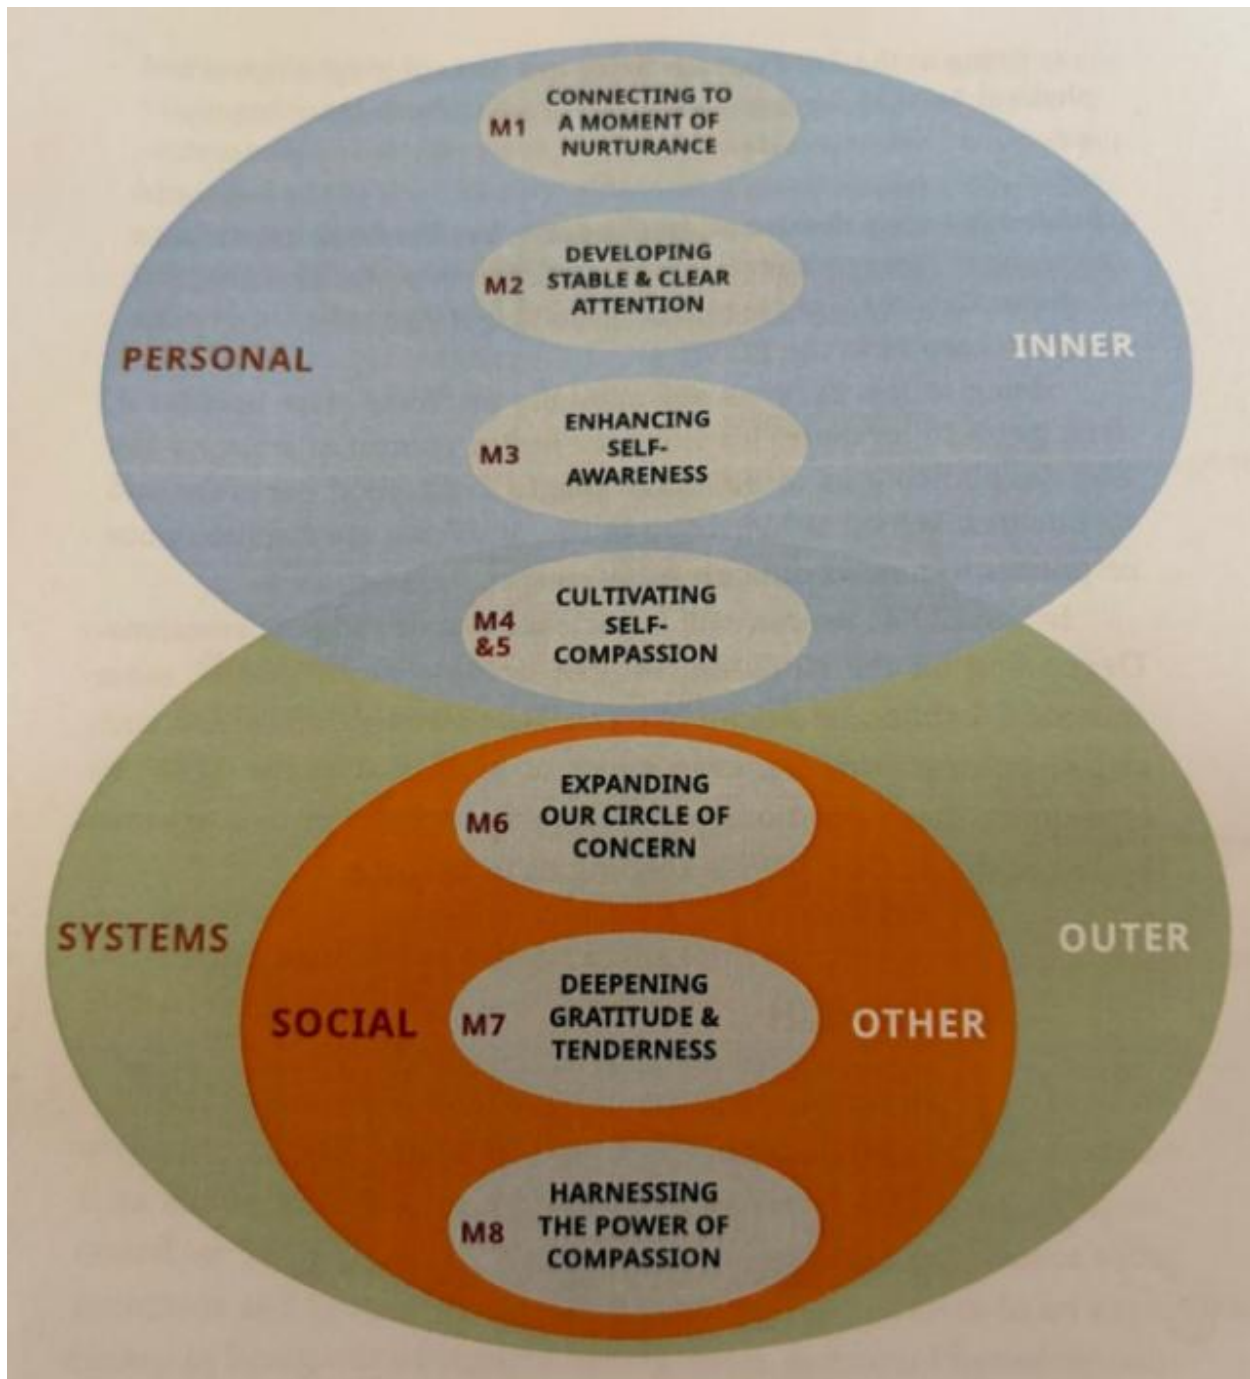 M1
CONNECTING TO
A MOMENT OF
NURTURANCE
M2
DEVELOPING
STABLE & CLEAR
ATTENTION
PERSONAL
INNER
M3
ENHANCING
SELF-
AWARENESS
M4
&5
CULTIVATING
SELF-
COMPASSION
M6
EXPANDING
OUR CIRCLE OF
CONCERN
SYSTEMS
OUTER
SOCIAL
M7
DEEPENING
GRATITUDE &
TENDERNESS
OTHER
M8
HARNESSING
THE POWER OF
COMPASSION